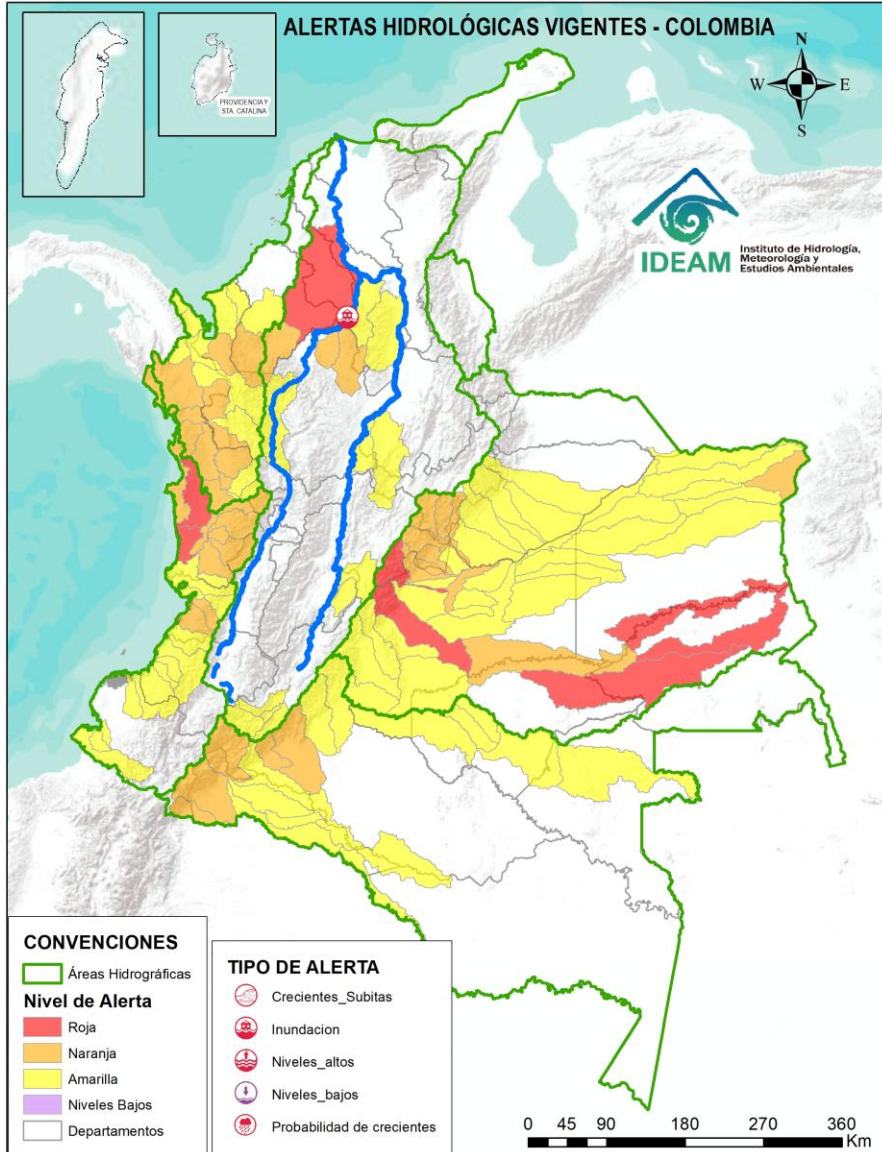 ALERTAS HIDROLÓGICAS VIGENTES - COLOMBIA
PROVIDENCIA Y
STA. CATALINA
N
W
E
S
IDEAM
Instituto de Hidrología,
Meteorología y
Estudios Ambientales
CONVENCIONES
Áreas Hidrográficas
Nivel de Alerta
Roja
Naranja
Amarilla
Niveles Bajos
Departamentos
TIPO DE ALERTA
Crecientes_Subitas
Inundacion
Niveles_altos
Niveles_bajos
Probabilidad de crecientes
0 45 90 180 270 360
Km